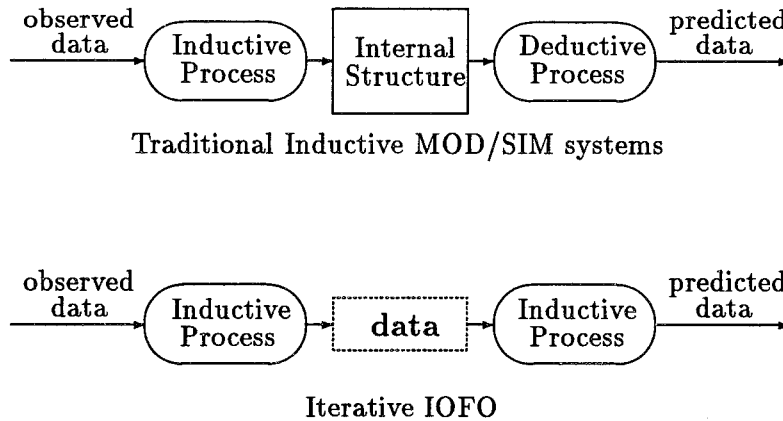 observed
data
Inductive
Process
Internal
Structure
Deductive
Process
predicted
data
Traditional Inductive MOD/SIM systems
observed
data
Inductive
Process
data
Inductive
Process
predicted
data
Iterative IOFO